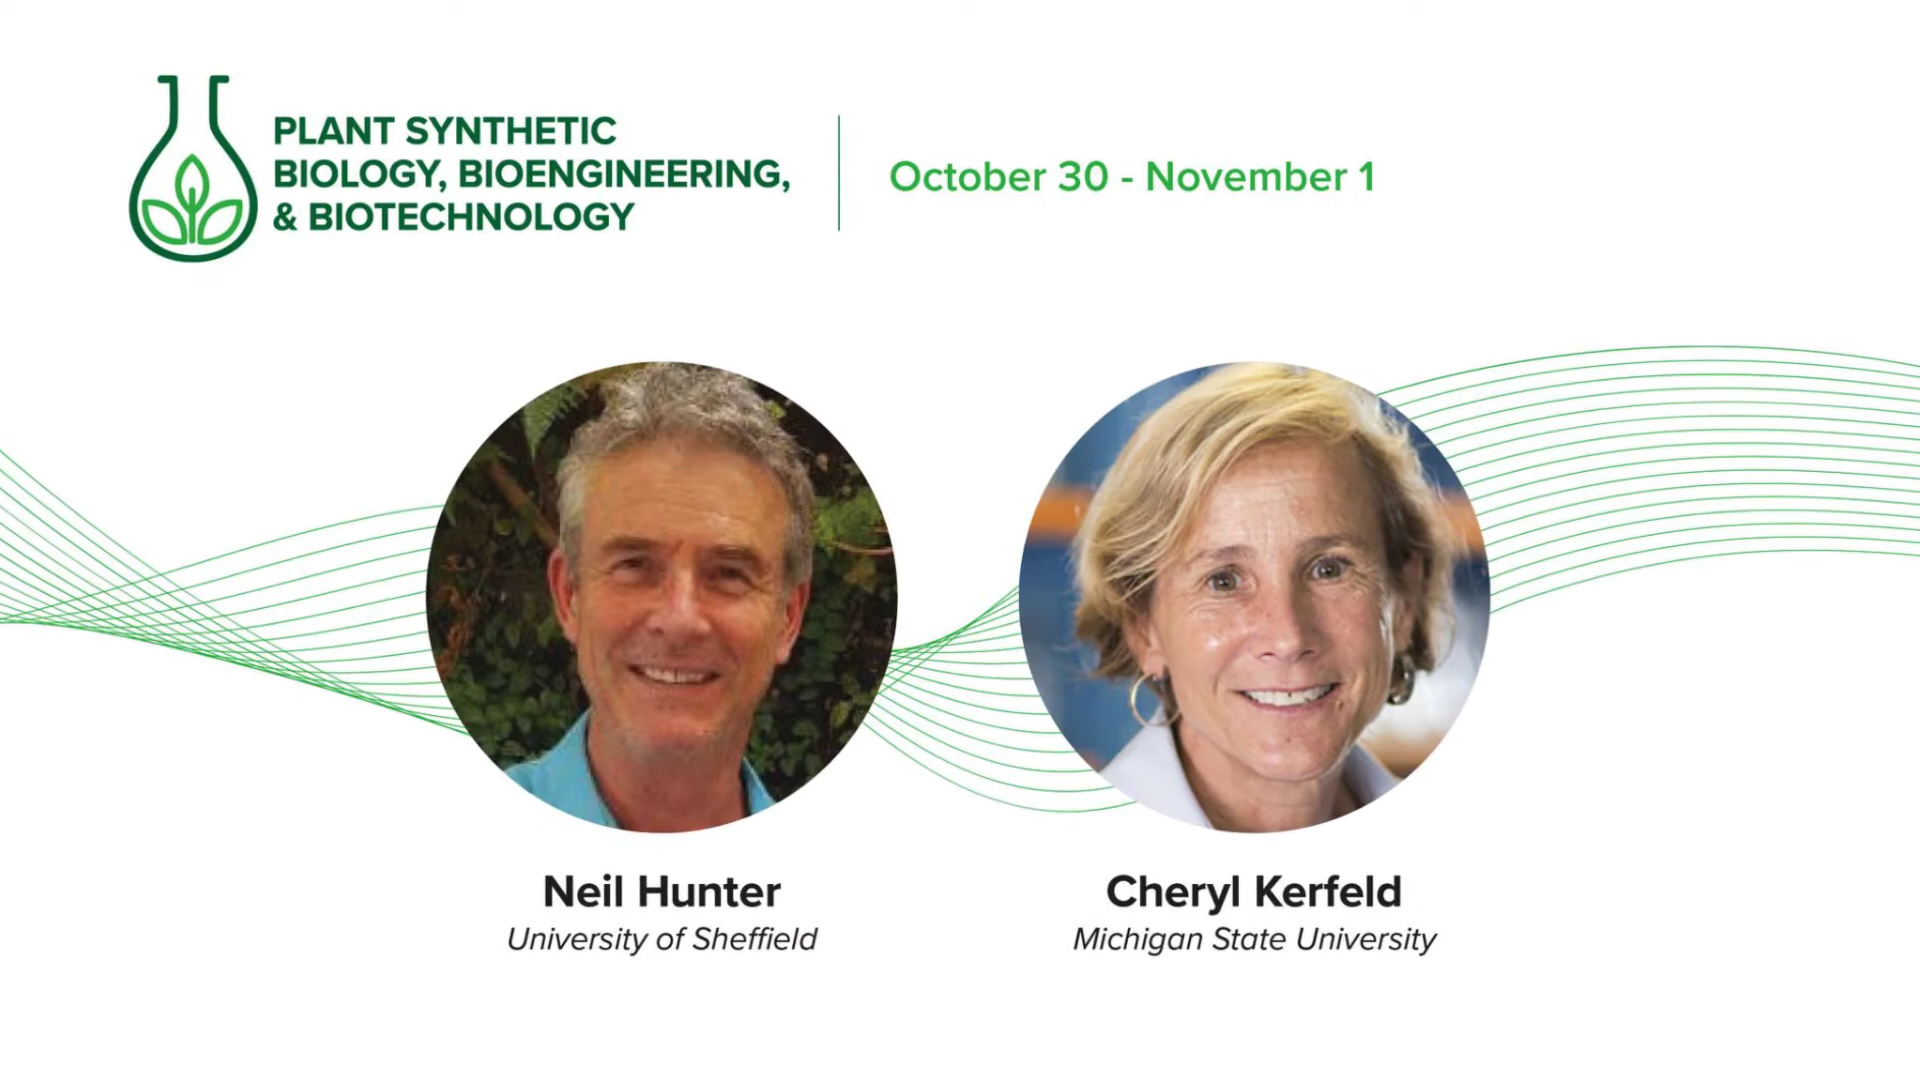 PLANT SYNTHETIC
BIOLOGY, BIOENGINEERING,
& BIOTECHNOLOGY
October 30 - November 1
Neil Hunter
University of Sheffield
Cheryl Kerfeld
Michigan State University